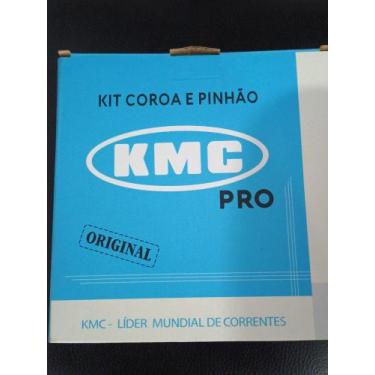 KIT COROA E PINHÃO
KMC
PRO
ORIGINAL
KMC - LÍDER MUNDIAL DE CORRENTES